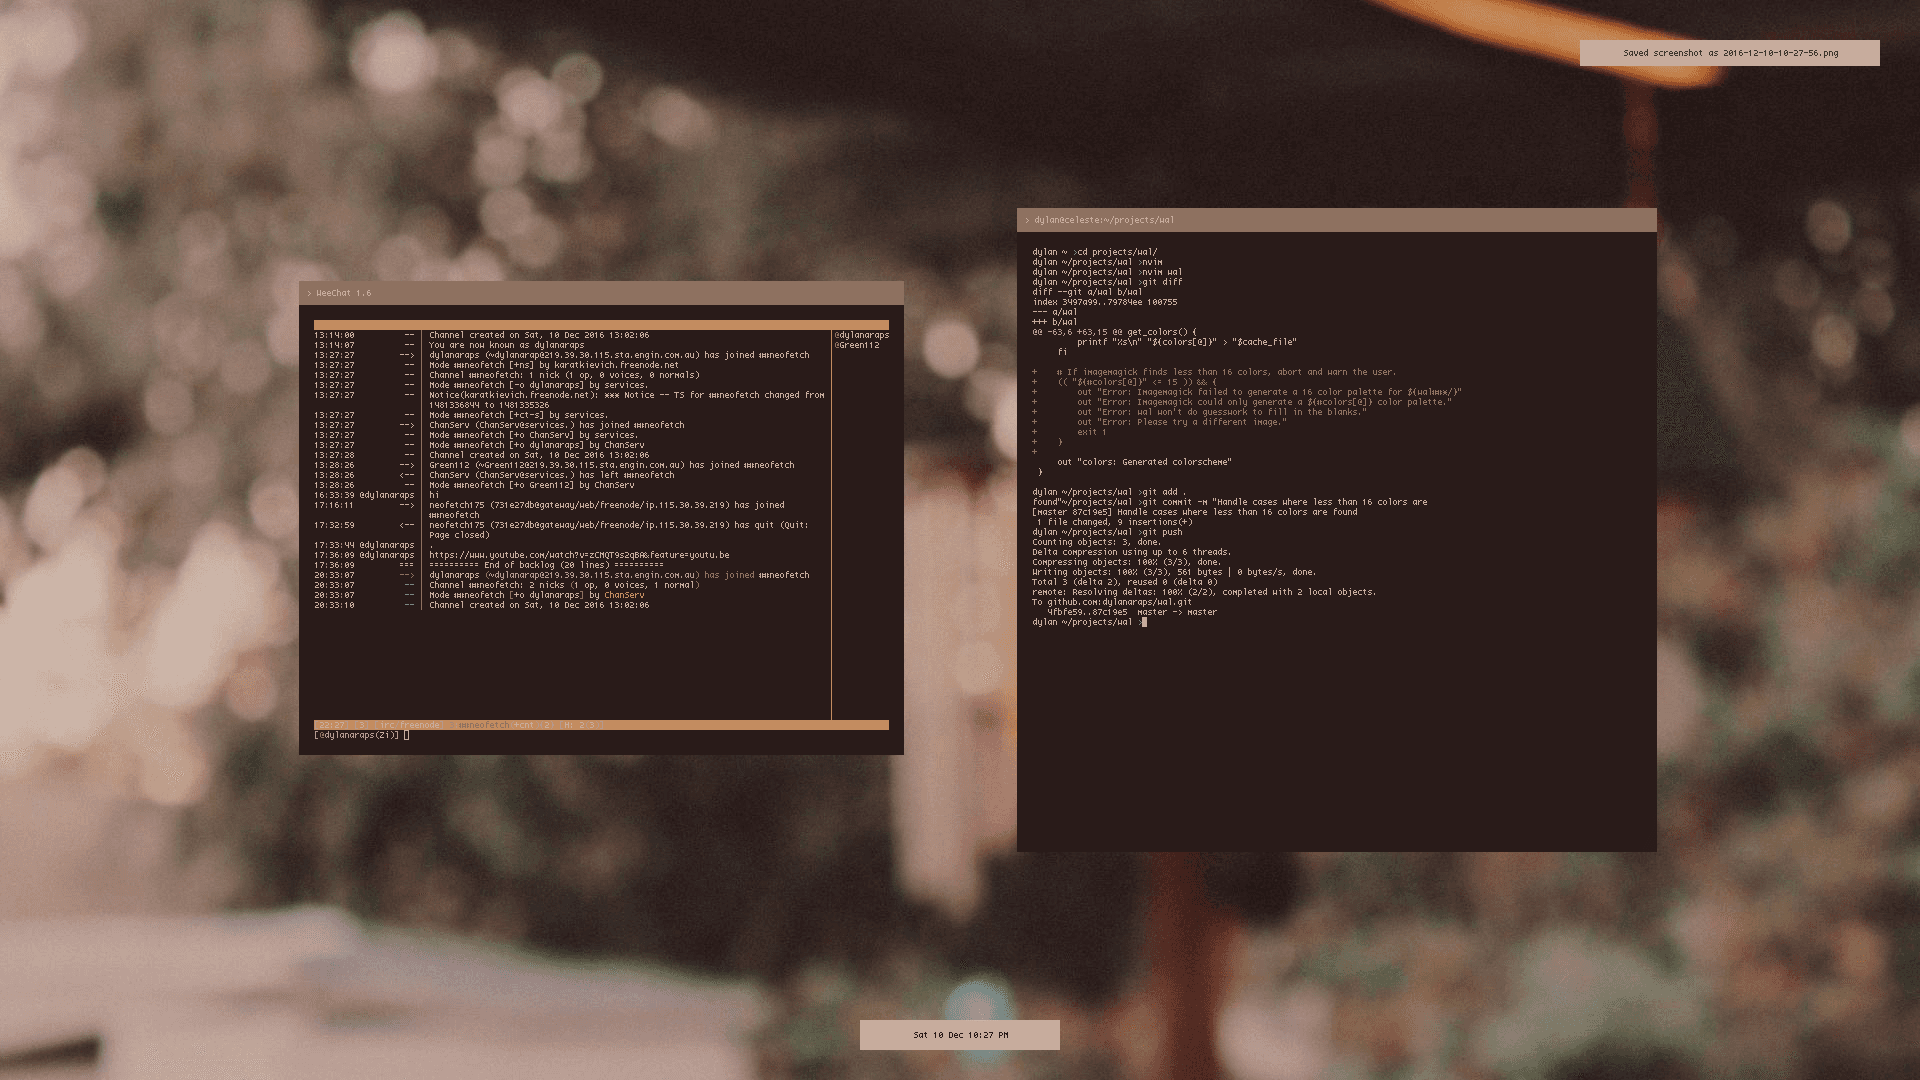 Saved screenshot as 2016-12-10-10-27-56.png
> WeeChat 1.6
13:14:00 -- Channel created on Sat, 10 Dec 2016 13:02:06
13:14:07 -- You are now known as dylanaraps
13:27:27 --> dylanaraps (~dylanarap@219.39.30.115.sta.engin.com.au) has joined ##neofetch
13:27:27 -- Mode ##neofetch [+ns] by karatkievich.freenode.net
13:27:27 -- Channel ##neofetch: 1 nick (1 op, 0 voices, 0 normals)
13:27:27 -- Mode ##neofetch [-o dylanaraps] by services.
13:27:27 -- Notice(karatkievich.freenode.net): *** Notice -- TS for ##neofetch changed from
1481336844 to 1481335326
13:27:27 -- Mode ##neofetch [+ct-s] by services.
13:27:27 --> ChanServ (ChanServ@services.) has joined ##neofetch
13:27:27 -- Mode ##neofetch [+o ChanServ] by services.
13:27:27 -- Mode ##neofetch [+o dylanaraps] by ChanServ
13:27:28 -- Channel created on Sat, 10 Dec 2016 13:02:06
13:28:26 --> Green112 (~Green112@219.39.30.115.sta.engin.com.au) has joined ##neofetch
13:28:26 <-- ChanServ (ChanServ@services.) has left ##neofetch
13:28:26 -- Mode ##neofetch [+o Green112] by ChanServ
16:33:39 @dylanaraps hi
17:16:11 --> neofetch175 (731e27db@gateway/web/freenode/ip.115.30.39.219) has joined
##neofetch
17:32:59 <-- neofetch175 (731e27db@gateway/web/freenode/ip.115.30.39.219) has quit (Quit:
Page closed)
17:33:44 @dylanaraps .
17:36:09 @dylanaraps https://www.youtube.com/watch?v=zCMQT9s2qBA&feature=youtu.be
17:36:09 === ========== End of backlog (20 lines) ==========
20:33:07 --> dylanaraps (~dylanarap@219.39.30.115.sta.engin.com.au) has joined ##neofetch
20:33:07 -- Channel ##neofetch: 2 nicks (1 op, 0 voices, 1 normal)
20:33:07 -- Mode ##neofetch [+o dylanaraps] by ChanServ
20:33:10 -- Channel created on Sat, 10 Dec 2016 13:02:06
@dylanaraps
@Green112
##neofetch
[@dylanaraps(Zi)]
> dylan@celeste:~/projects/wal
dylan ~ >cd projects/wal/
dylan ~/projects/wal >nvim
dylan ~/projects/wal >nvim wal
dylan ~/projects/wal >git diff
diff --git a/wal b/wal
index 3497a99..79784ee 100755
--- a/wal
+++ b/wal
@@ -63,6 +63,15 @@ get_colors() {
printf "%s\n" "${colors[@]}" > "$cache_file"
fi
+ # If imagemagick finds less than 16 colors, abort and warn the user.
+ (( "${#colors[@]}" <= 15 )) && {
+ out "Error: Imagemagick failed to generate a 16 color palette for ${wal##*/}"
+ out "Error: Imagemagick could only generate a ${#colors[@]} color palette."
+ out "Error: wal won't do guesswork to fill in the blanks."
+ out "Error: Please try a different image."
+ exit 1
+ }
+
out "colors: Generated colorscheme"
}
dylan ~/projects/wal >git add .
found"~/projects/wal >git commit -m "Handle cases where less than 16 colors are
[master 87c19e5] Handle cases where less than 16 colors are found
1 file changed, 9 insertions(+)
dylan ~/projects/wal >git push
Counting objects: 3, done.
Delta compression using up to 6 threads.
Compressing objects: 100% (3/3), done.
Writing objects: 100% (3/3), 561 bytes | 0 bytes/s, done.
Total 3 (delta 2), reused 0 (delta 0)
remote: Resolving deltas: 100% (2/2), completed with 2 local objects.
To github.com:dylanaraps/wal.git
4fbfe59..87c19e5 master -> master
dylan ~/projects/wal >
Sat 10 Dec 10:27 PM